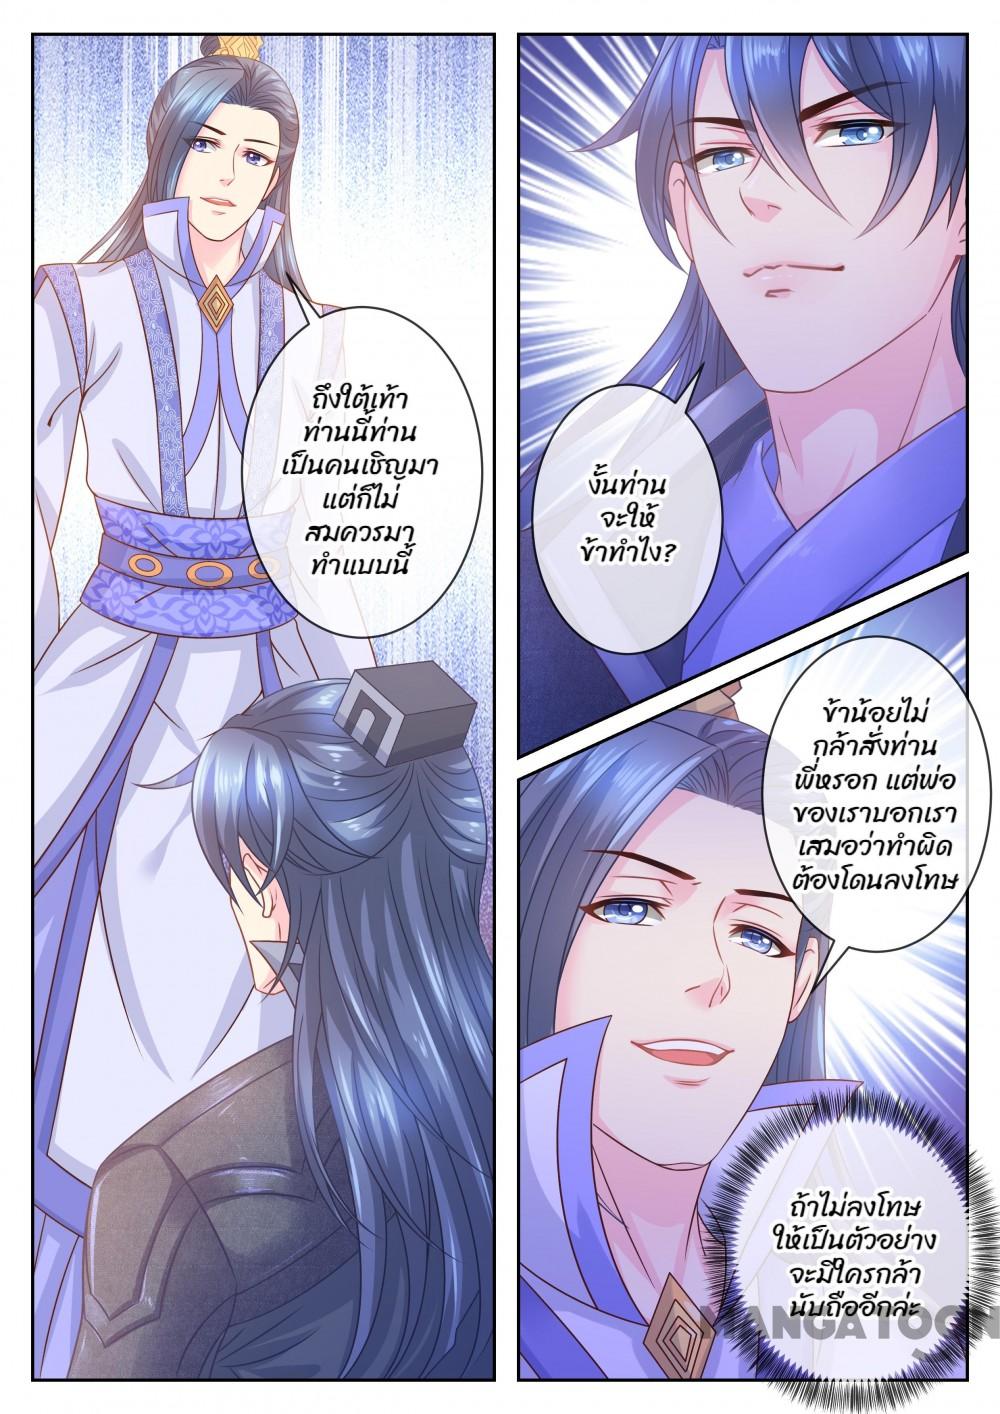 ถึงใต้เท้า
ท่านนี้ท่าน
เป็นคนเชิญมา
แต่ก็ไม่
สมควรมา
ทำแบบนี้
งั้นท่าน
จะให้
ข้าทำไง?
ข้าน้อยไม่
กล้าสั่งท่าน
พี่หรอก แต่พ่อ
ของเราบอกเรา
เสมอว่าทำผิด
ต้องโดนลงโทษ
ถ้าไม่ลงโทษ
ให้เป็นตัวอย่าง
จะมีใครกล้า
นับถืออีกล่ะ
MANGATOON